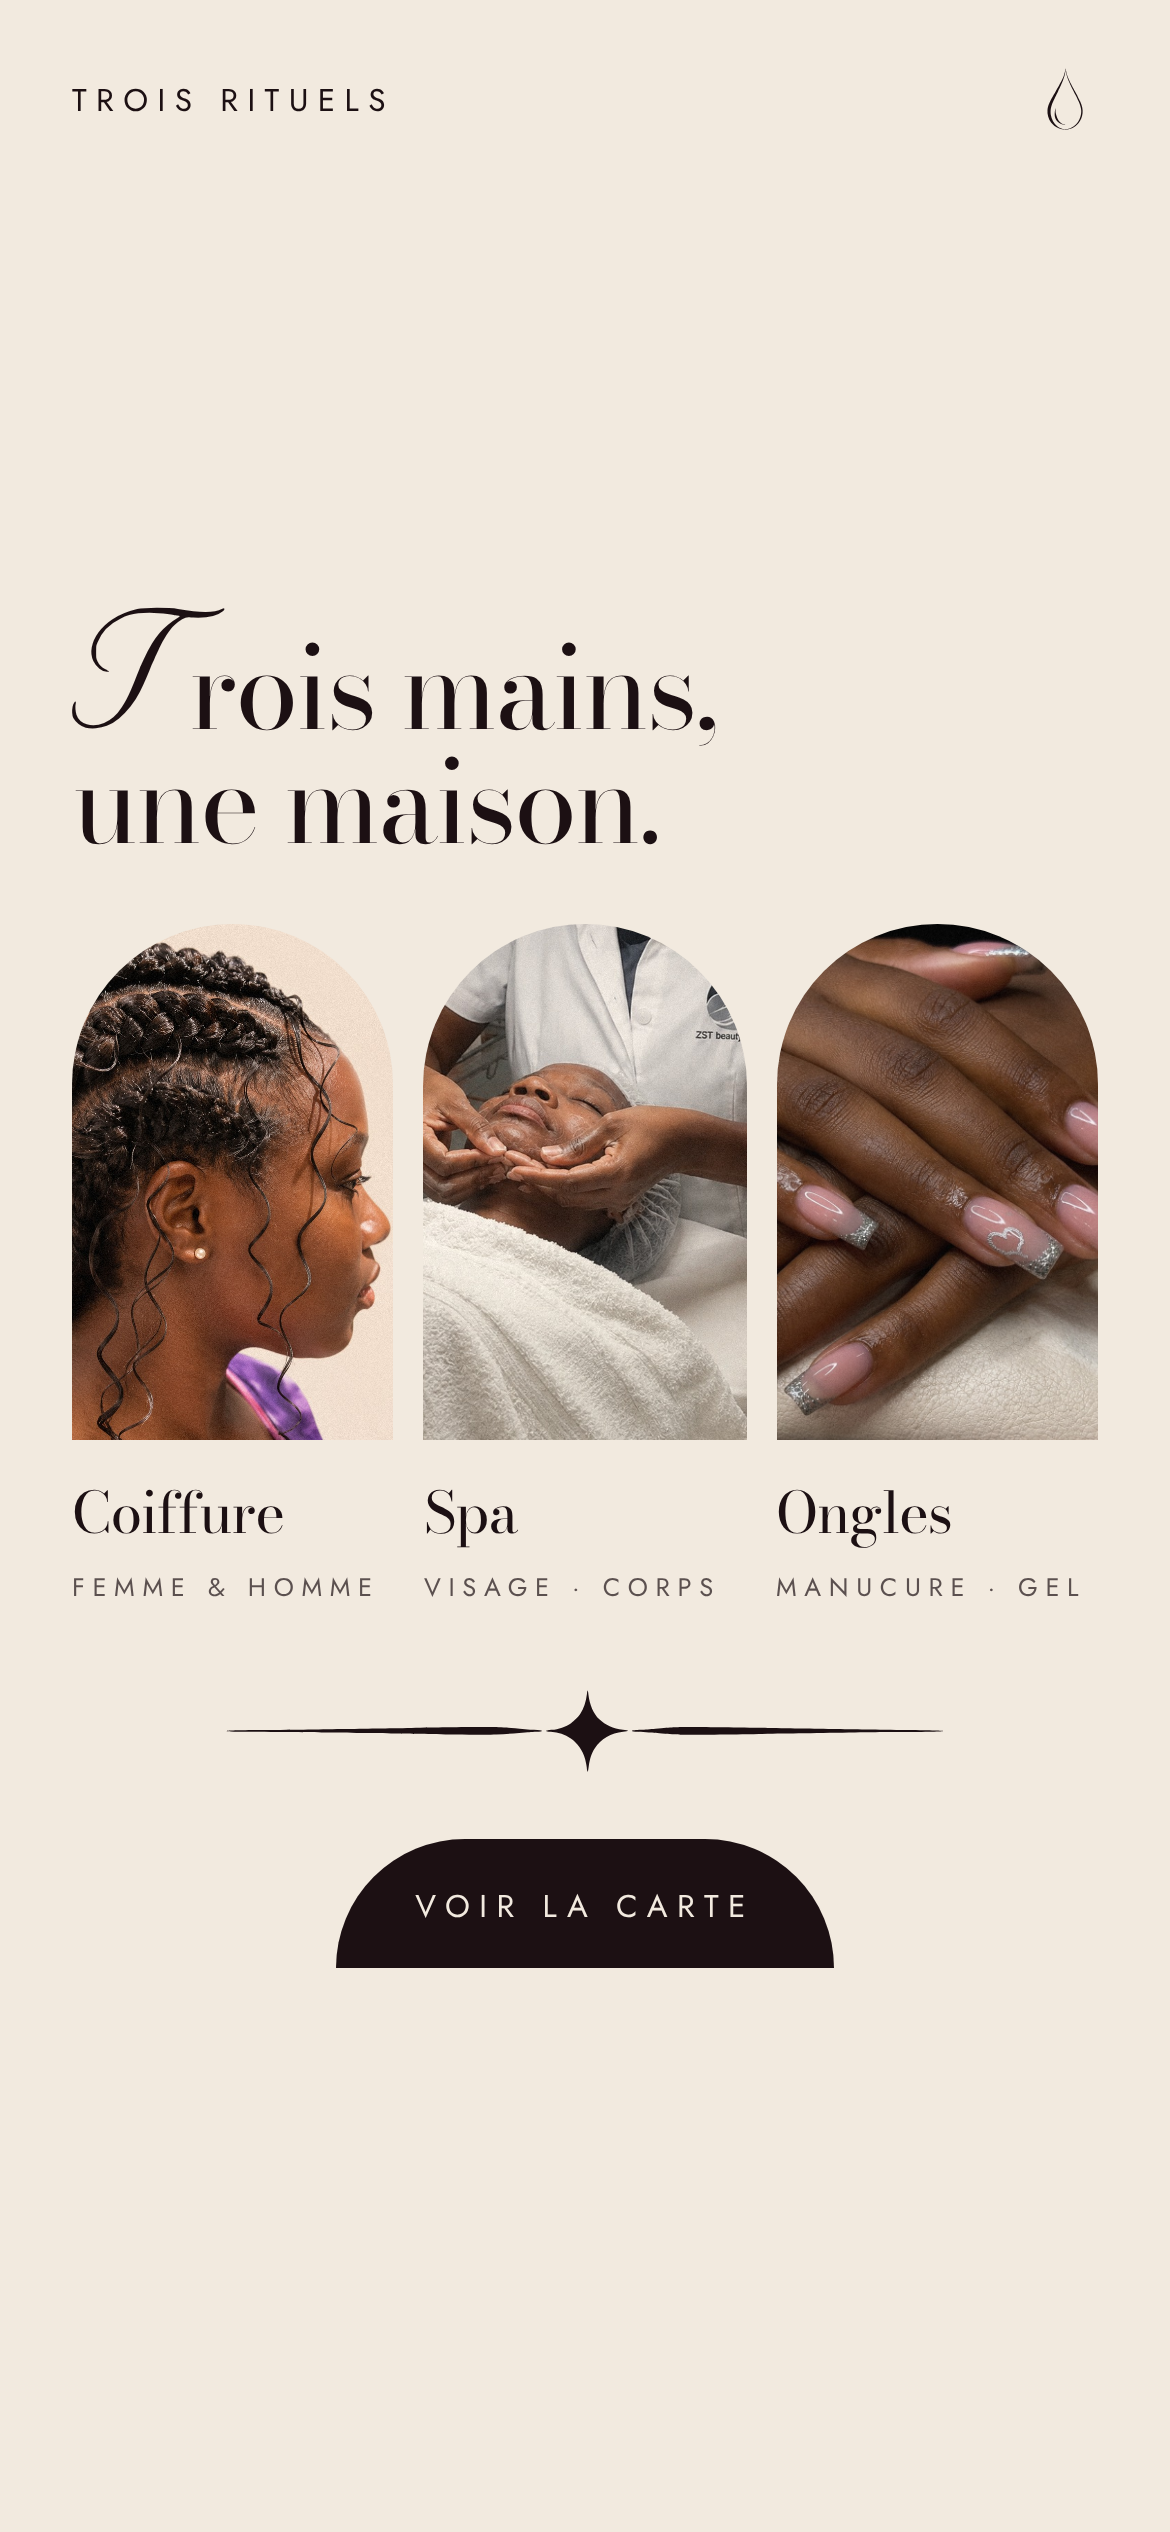 TROIS RITUELS
Trois mains,
une maison.
ZST beauty
Coiffure
Spa
Ongles
FEMME & HOMME
VISAGE · CORPS
MANUCURE · GEL
VOIR LA CARTE